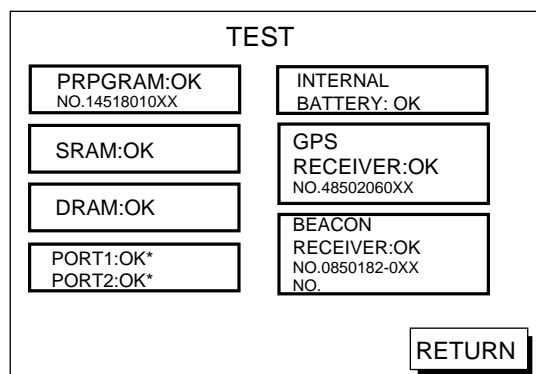 TEST
PRPGRAM:OK
NO.14518010XX
SRAM:OK
DRAM:OK
PORT1:OK*
PORT2:OK*
INTERNAL
BATTERY: OK
GPS
RECEIVER:OK
NO.48502060XX
BEACON
RECEIVER:OK
NO.0850182-0XX
NO.
RETURN